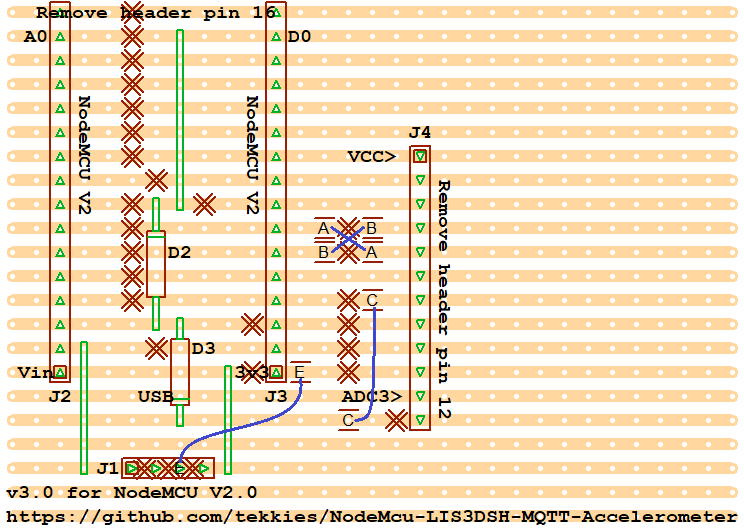 Remove header pin 16
A0
D0
NodeMCU V2
NodeMCU V2
J4
VCC>
Remove header pin 12
A
B
B
A
D2
C
D3
Vin
3v3
E
J2
USB
J3
ADC3>
C
J1
E
v3.0 for NodeMCU V2.0
https://github.com/tekkies/NodeMcu-LIS3DSH-MQTT-Accelerometer